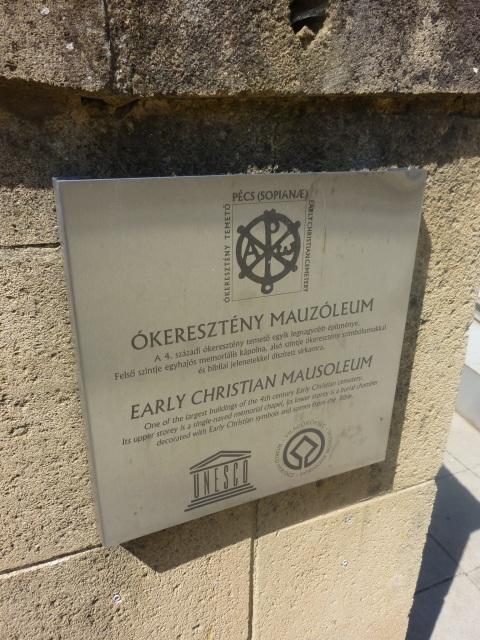 PÉCS (SOPIANÆ)
ÓKERESZTÉNY TEMETŐ
EARLY CHRISTIAN CEMETERY
ÓKERESZTÉNY MAUZÓLEUM
A 4. századi ókeresztény temető egyik legnagyobb építménye.
Felső szintje egyhajós memoriális kápolna, alsó szintje ókeresztény szimbólumokkal
és bibliai jelenetekkel díszített sírkamra.
EARLY CHRISTIAN MAUSOLEUM
One of the largest buildings of the 4th century Early Christian cemetery.
Its upper storey is a single-naved memorial chapel, its lower storey is a burial chamber
decorated with Early Christian symbols and scenes from the Bible.
UNESCO